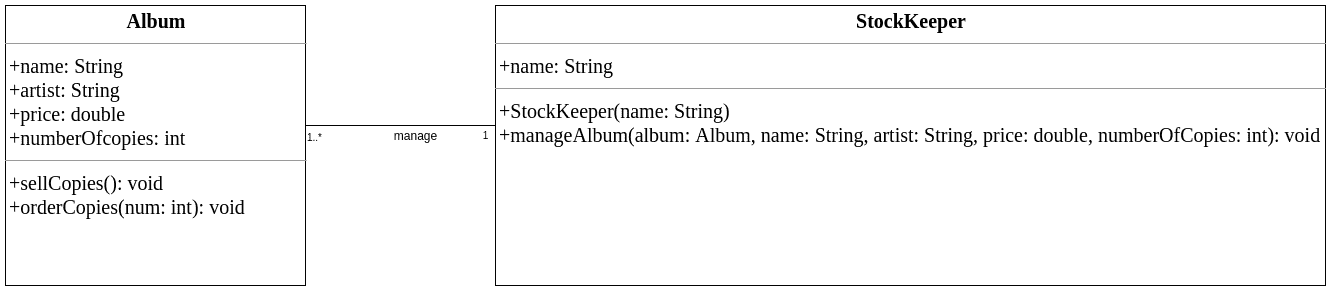 Album
+name: String
+artist: String
+price: double
+numberOfcopies: int
+sellCopies(): void
+orderCopies(num: int): void
1..*
manage
1
StockKeeper
+name: String
+StockKeeper(name: String)
+manageAlbum(album: Album, name: String, artist: String, price: double, numberOfCopies: int): void